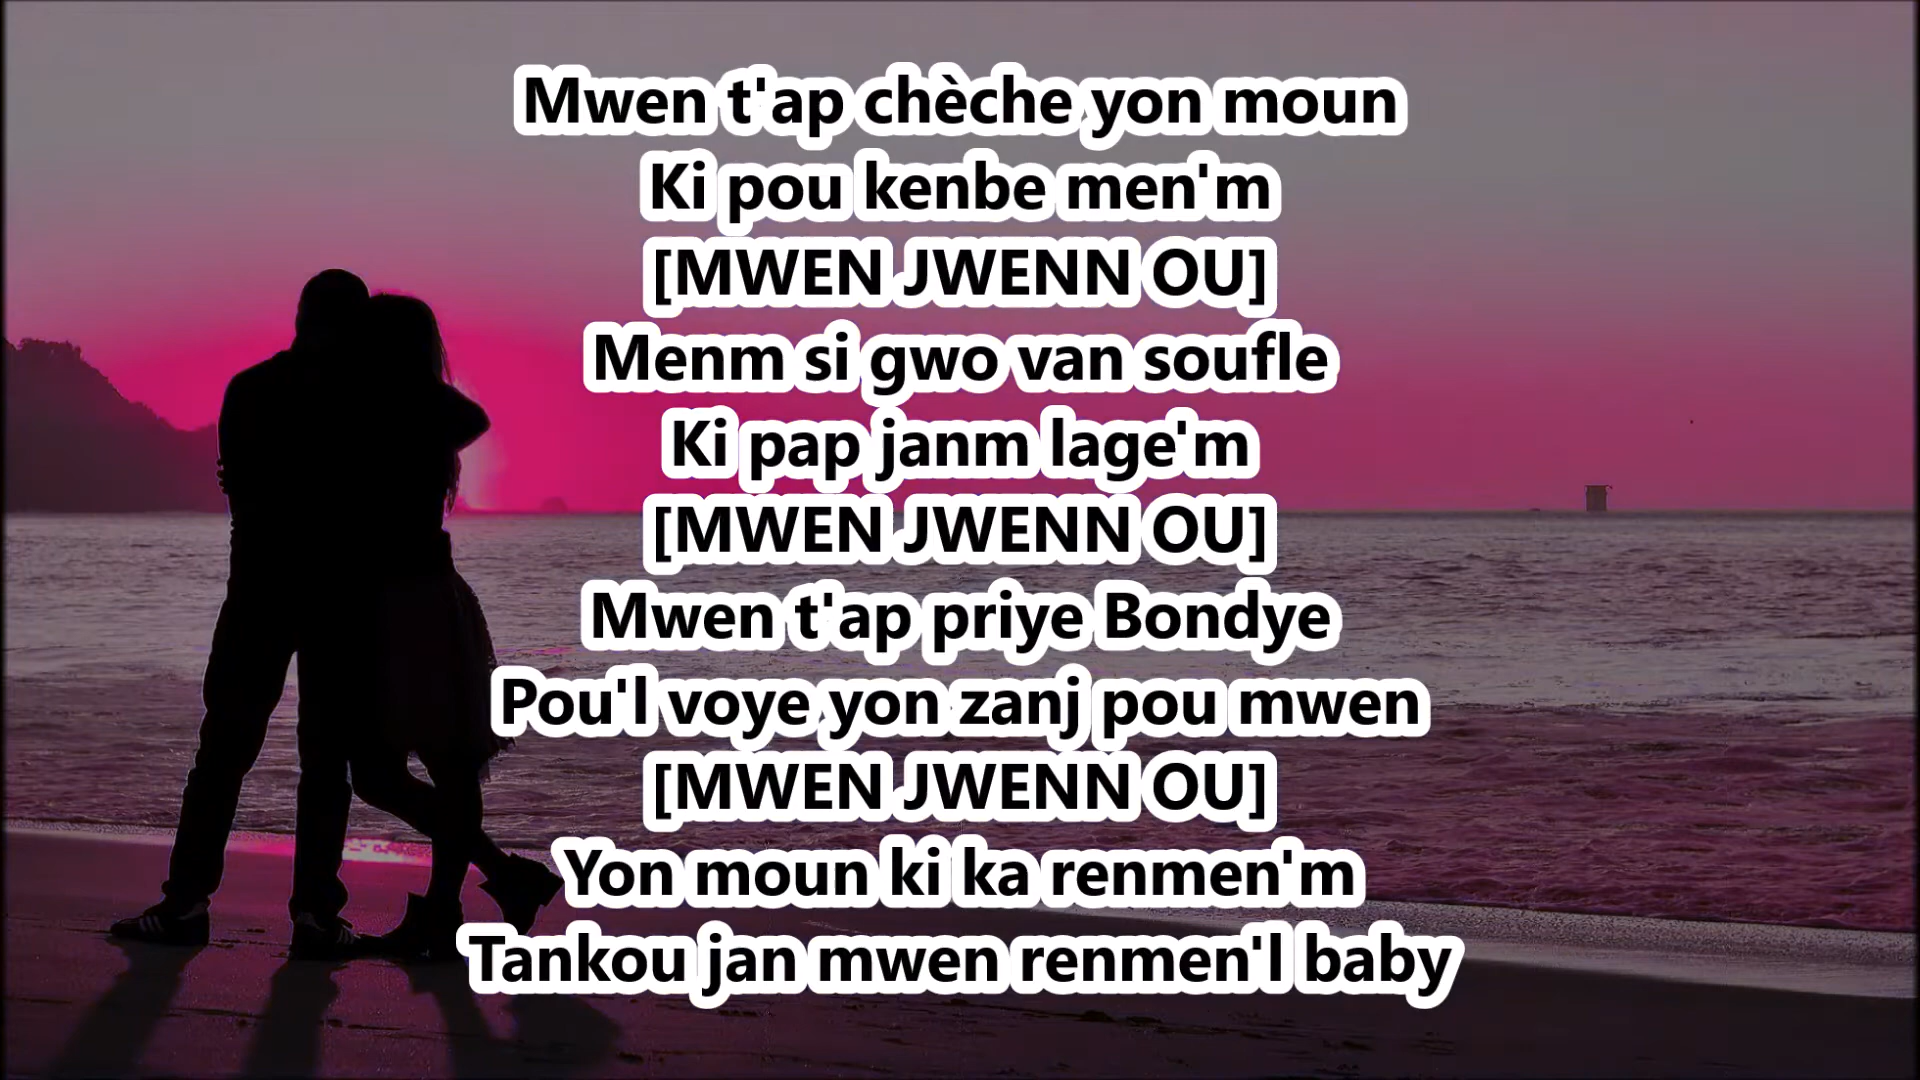 Mwen t'ap chèche yon moun
Ki pou kenbe men'm
[MWEN JWENN OU]
Menm si gwo van soufle
Ki pap janm lage'm
[MWEN JWENN OU]
Mwen t'ap priye Bondye
Pou'l voye yon zanj pou mwen
[MWEN JWENN OU]
Yon moun ki ka renmen'm
Tankou jan mwen renmen'l baby